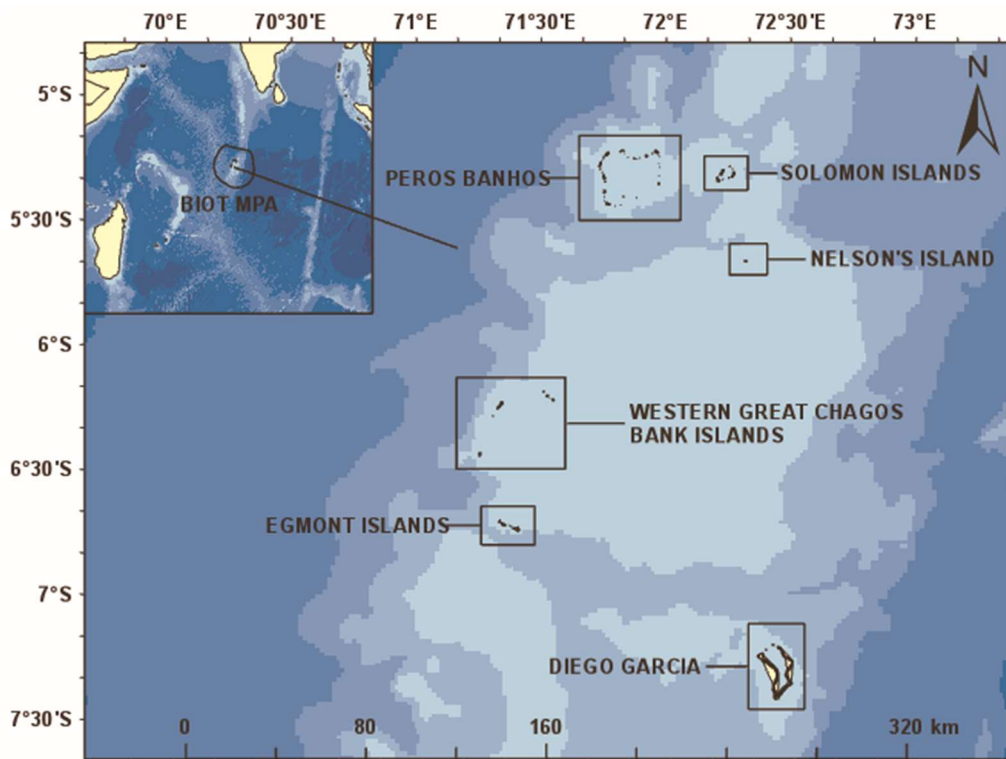 70°E
70°30'E
71°E
71°30'E
72°E
72°30'E
73°E
5°S
5°30'S
6°S
6°30'S
7°S
7°30'S
BIOT MPA
N
PEROS BANHOS
SOLOMON ISLANDS
NELSON'S ISLAND
WESTERN GREAT CHAGOS
BANK ISLANDS
EGMONT ISLANDS
DIEGO GARCIA
0
80
160
320 km